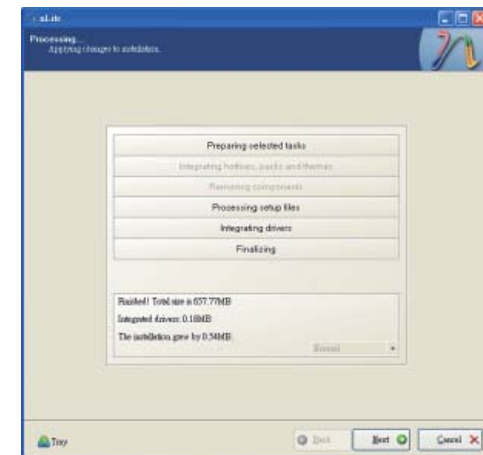 nLite
Processing...
Applying changes to installation.
Preparing selected tasks
Integrating hotfixes, packs and themes
Removing components
Processing setup files
Integrating drivers
Finalizing
Finished! Total size is 657.77MB
Integrated drivers: 0.18MB
The installation grew by 0.54MB
Normal
Tray
Back
Next
Cancel